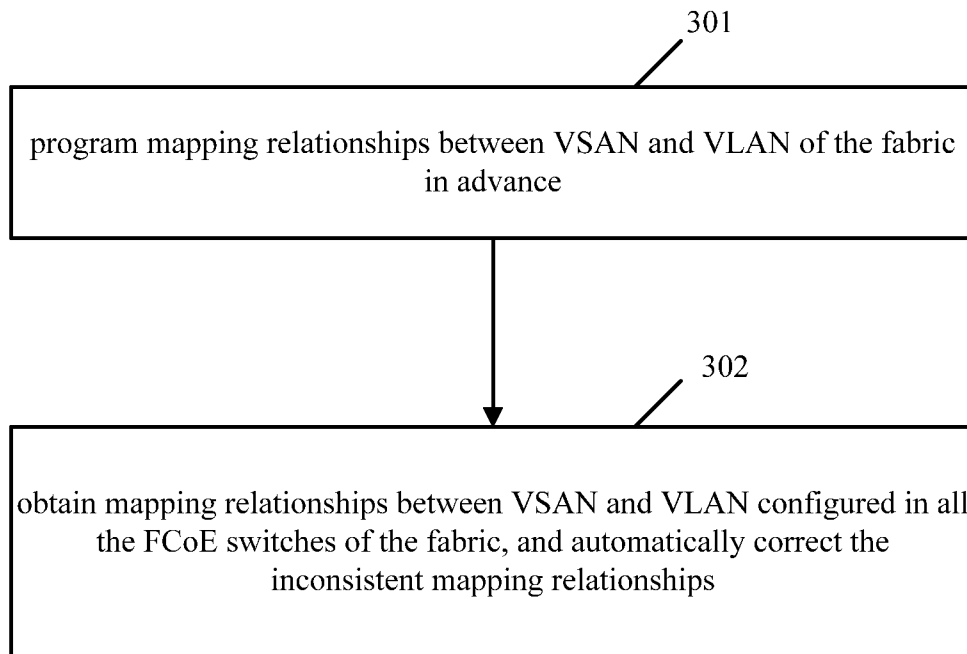 301
program mapping relationships between VSAN and VLAN of the fabric
in advance
302
obtain mapping relationships between VSAN and VLAN configured in all
the FCoE switches of the fabric, and automatically correct the
inconsistent mapping relationships